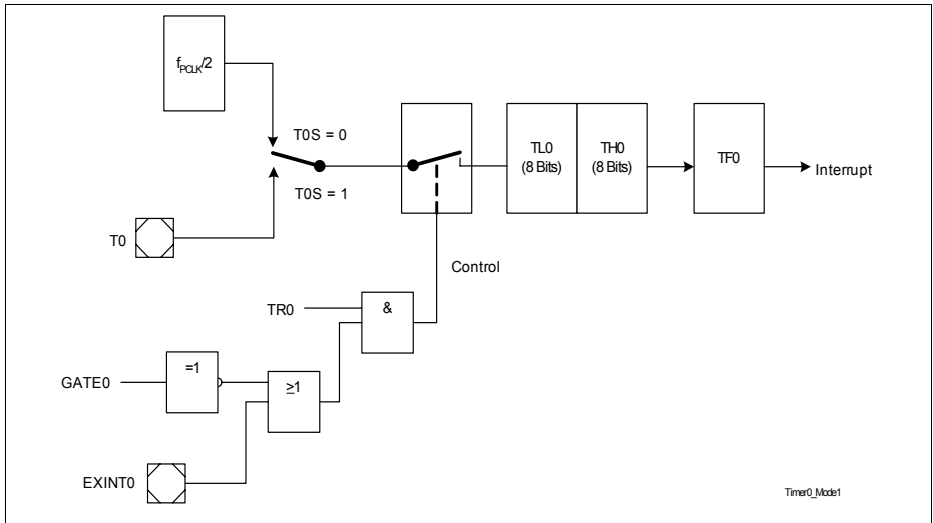 f_PCLK/2
T0S = 0
TL0
(8 Bits)
TH0
(8 Bits)
TF0
Interrupt
T0S = 1
T0
Control
TR0
&
GATE0
=1
≥1
EXINT0
Timer0_Mode1